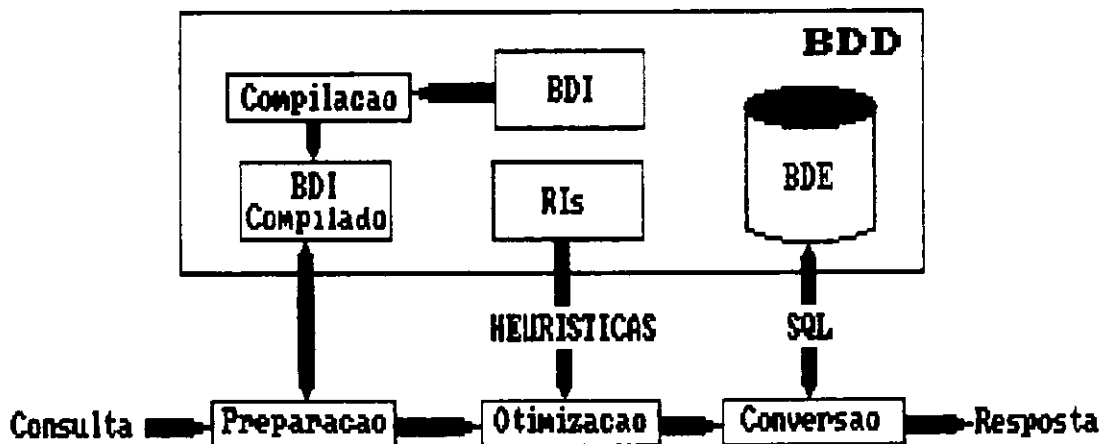 BDD
Compilacao
BDI
BDI
Compilado
RIs
BDE
HEURISTICAS
SQL
Consulta
Preparacao
Otimizacao
Conversao
Resposta